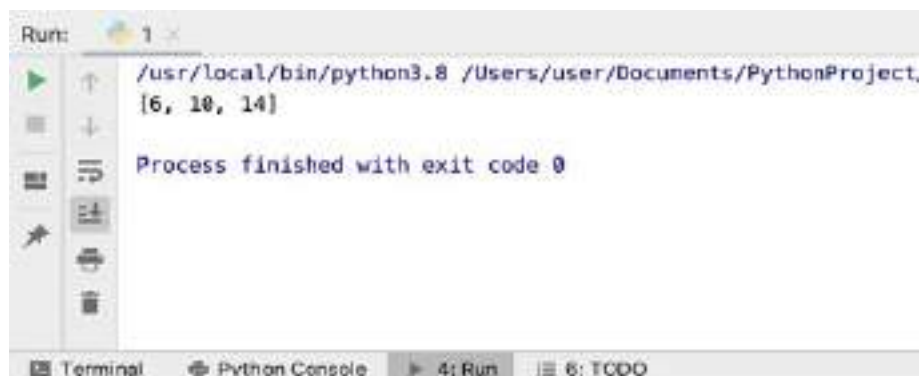 Run: 1 ×
/usr/local/bin/python3.8 /Users/user/Documents/PythonProject/
[6, 10, 14]
Process finished with exit code 0
Terminal Python Console 4: Run 6: TODO